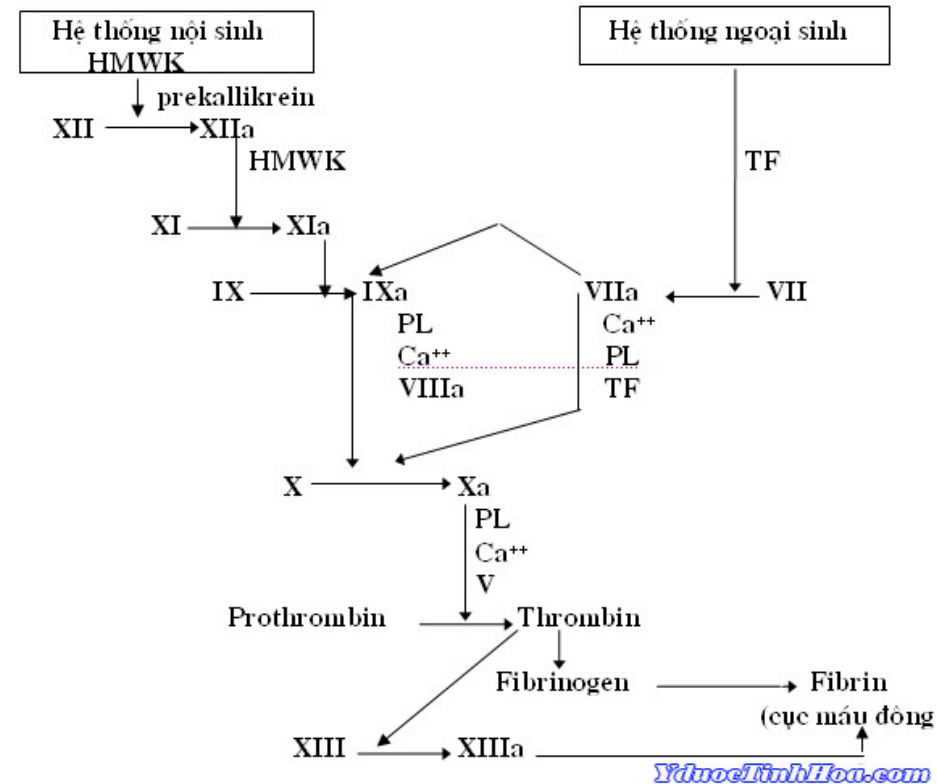 Hệ thống nội sinh
HMWK
Hệ thống ngoại sinh
prekallikrein
XII
XIIa
HMWK
TF
XI
XIa
IX
IXa
VIIa
VII
PL
Ca++
Ca++
PL
VIIIa
TF
X
Xa
PL
Ca++
V
Prothrombin
Thrombin
Fibrinogen
Fibrin
(cục máu đông
XIII
XIIIa
YduocTinhHoa.com